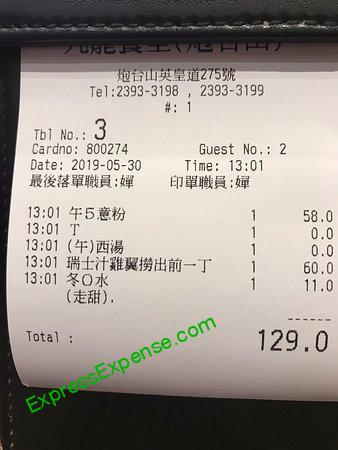 炮台山英皇道275號
Tel:2393-3198 , 2393-3199
#: 1
Tbl No.: 3
Cardno: 800274 Guest No.: 2
Date: 2019-05-30 Time: 13:01
最後落單職員:嬋 印單職員:嬋
13:01 午5意粉 1 58.0
13:01 T 1 0.0
13:01 (午)西湯 1 0.0
13:01 瑞士汁雞翼撈出前一丁 1 60.0
13:01 冬O水 1 11.0
(走甜).
------
Total : 129.0
ExpressExpense.com